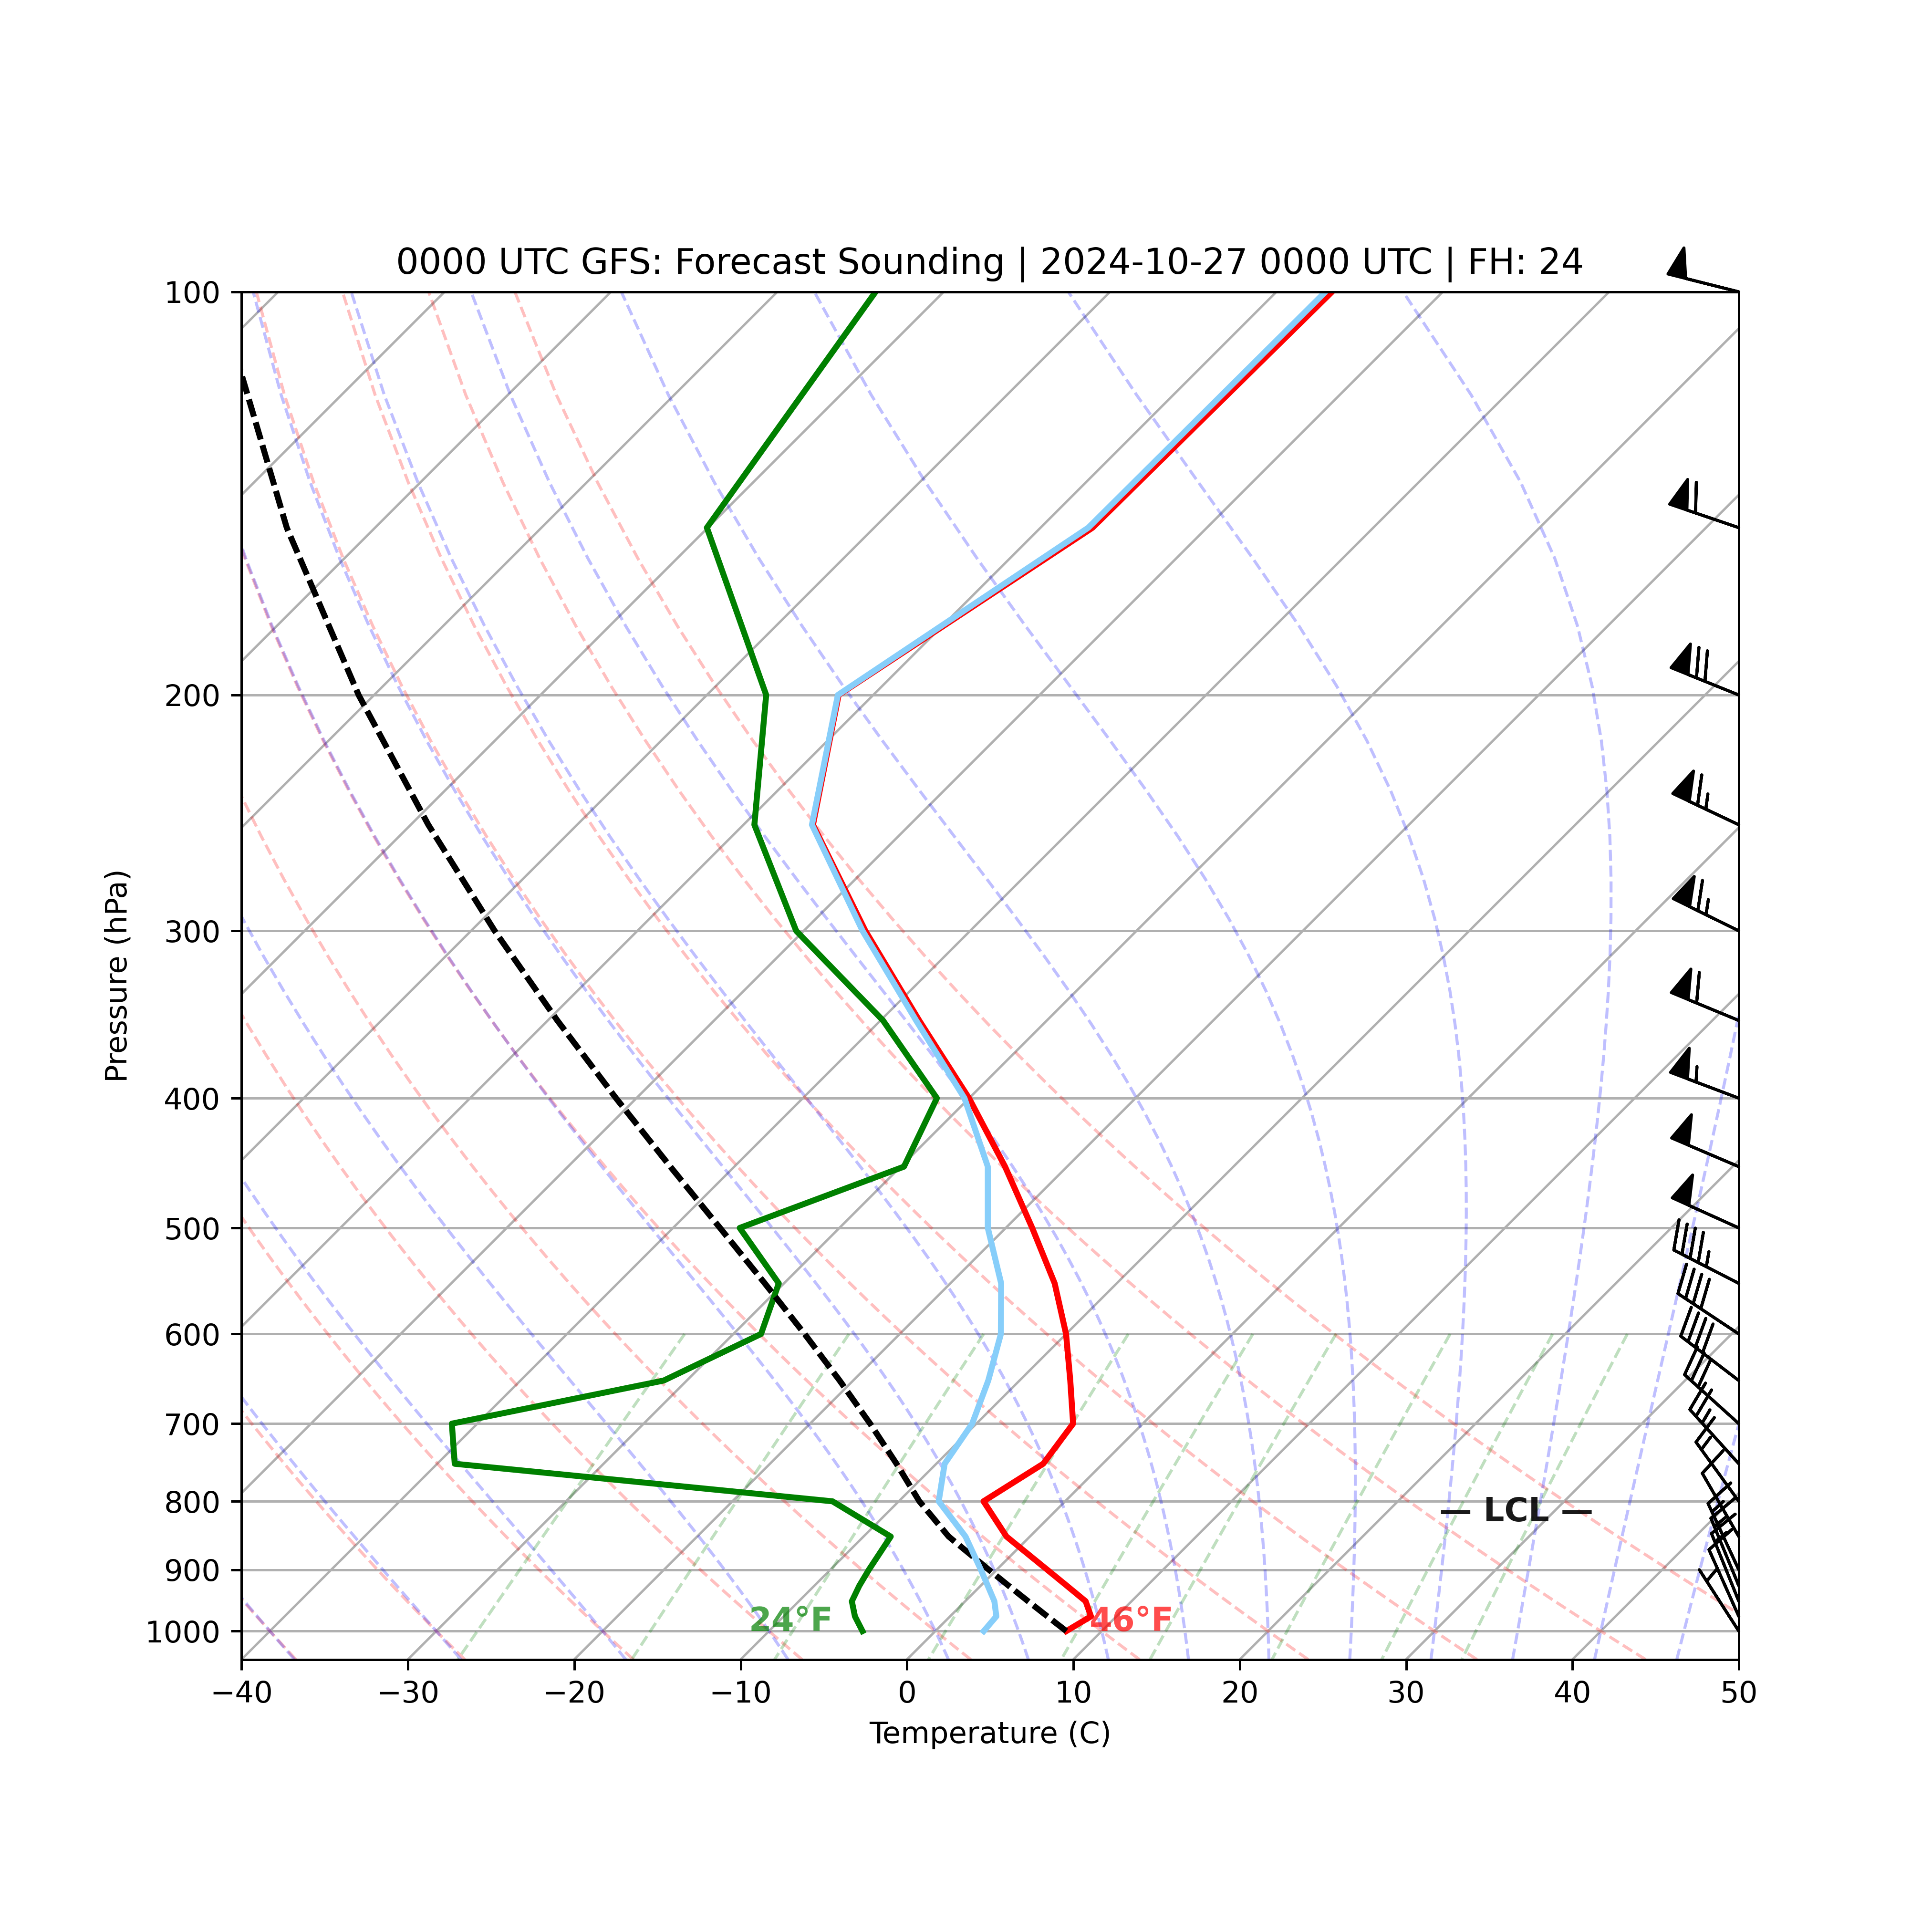 0000 UTC GFS: Forecast Sounding | 2024-10-27 0000 UTC | FH: 24
100
200
300
400
500
600
700
800
900
1000
Pressure (hPa)
— LCL —
24°F
46°F
−40 −30 −20 −10 0 10 20 30 40 50
Temperature (C)